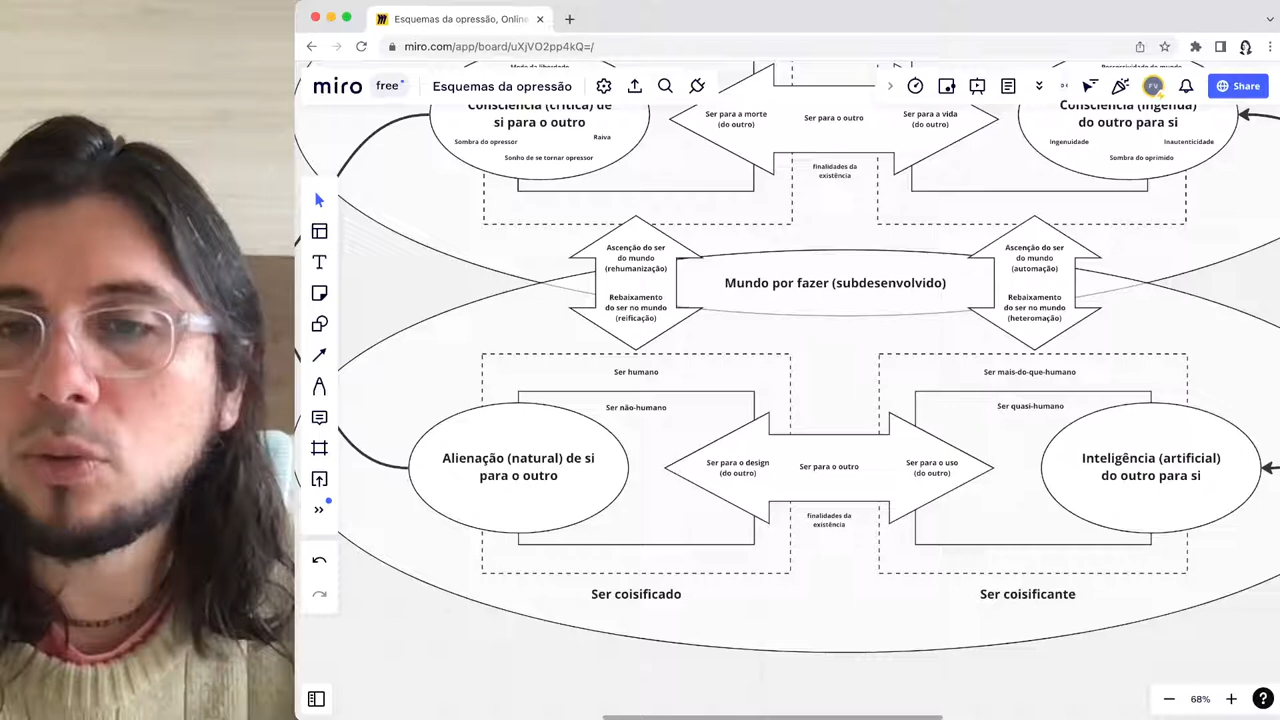 Esquemas da opressão, Online
miro.com/app/board/uXjVO2pp4kQ=/
miro
free
Esquemas da opressão
FV
Share
Modo da liberdade
Consciência (crítica) de
si para o outro
Raiva
Sombra do opressor
Sonho de se tornar opressor
Ser para a morte
(do outro)
Ser para o outro
Ser para a vida
(do outro)
finalidades da
existência
Consciência (ingênua)
do outro para si
Ingenuidade
Inautenticidade
Sombra do oprimido
Ascenção do ser
do mundo
(rehumanização)
Rebaixamento
do ser no mundo
(reificação)
Mundo por fazer (subdesenvolvido)
Ascenção do ser
do mundo
(automação)
Rebaixamento
do ser no mundo
(heteromação)
Ser humano
Ser não-humano
Alienação (natural) de si
para o outro
Ser para o design
(do outro)
Ser para o outro
Ser para o uso
(do outro)
finalidades da
existência
Ser mais-do-que-humano
Ser quasi-humano
Inteligência (artificial)
do outro para si
Ser coisificado
Ser coisificante
68%